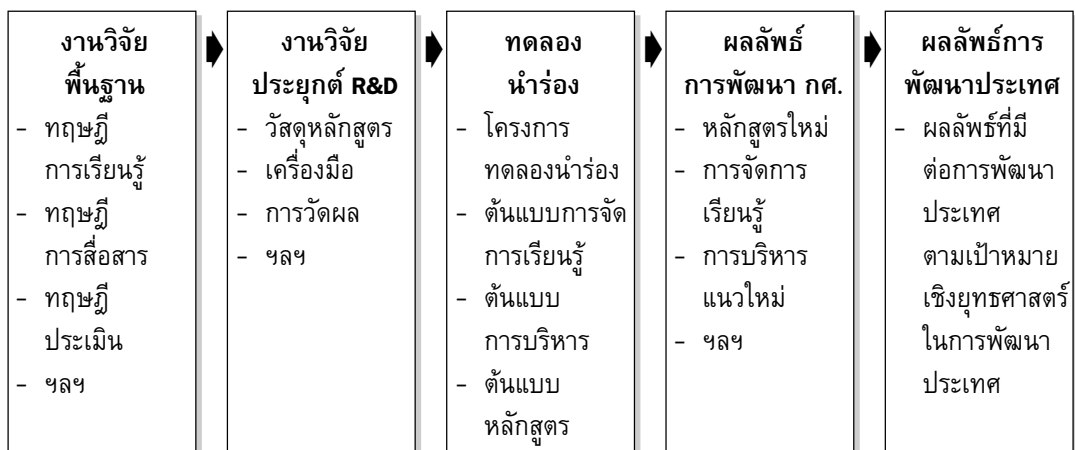 งานวิจัย
พื้นฐาน
- ทฤษฎี
การเรียนรู้
- ทฤษฎี
การสื่อสาร
- ทฤษฎี
ประเมิน
- ฯลฯ
งานวิจัย
ประยุกต์ R&D
- วัสดุหลักสูตร
- เครื่องมือ
- การวัดผล
- ฯลฯ
ทดลอง
นำร่อง
- โครงการ
ทดลองนำร่อง
- ต้นแบบการจัด
การเรียนรู้
- ต้นแบบ
การบริหาร
- ต้นแบบ
หลักสูตร
ผลลัพธ์
การพัฒนา กศ.
- หลักสูตรใหม่
- การจัดการ
เรียนรู้
- การบริหาร
แนวใหม่
- ฯลฯ
ผลลัพธ์การ
พัฒนาประเทศ
- ผลลัพธ์ที่มี
ต่อการพัฒนา
ประเทศ
ตามเป้าหมาย
เชิงยุทธศาสตร์
ในการพัฒนา
ประเทศ